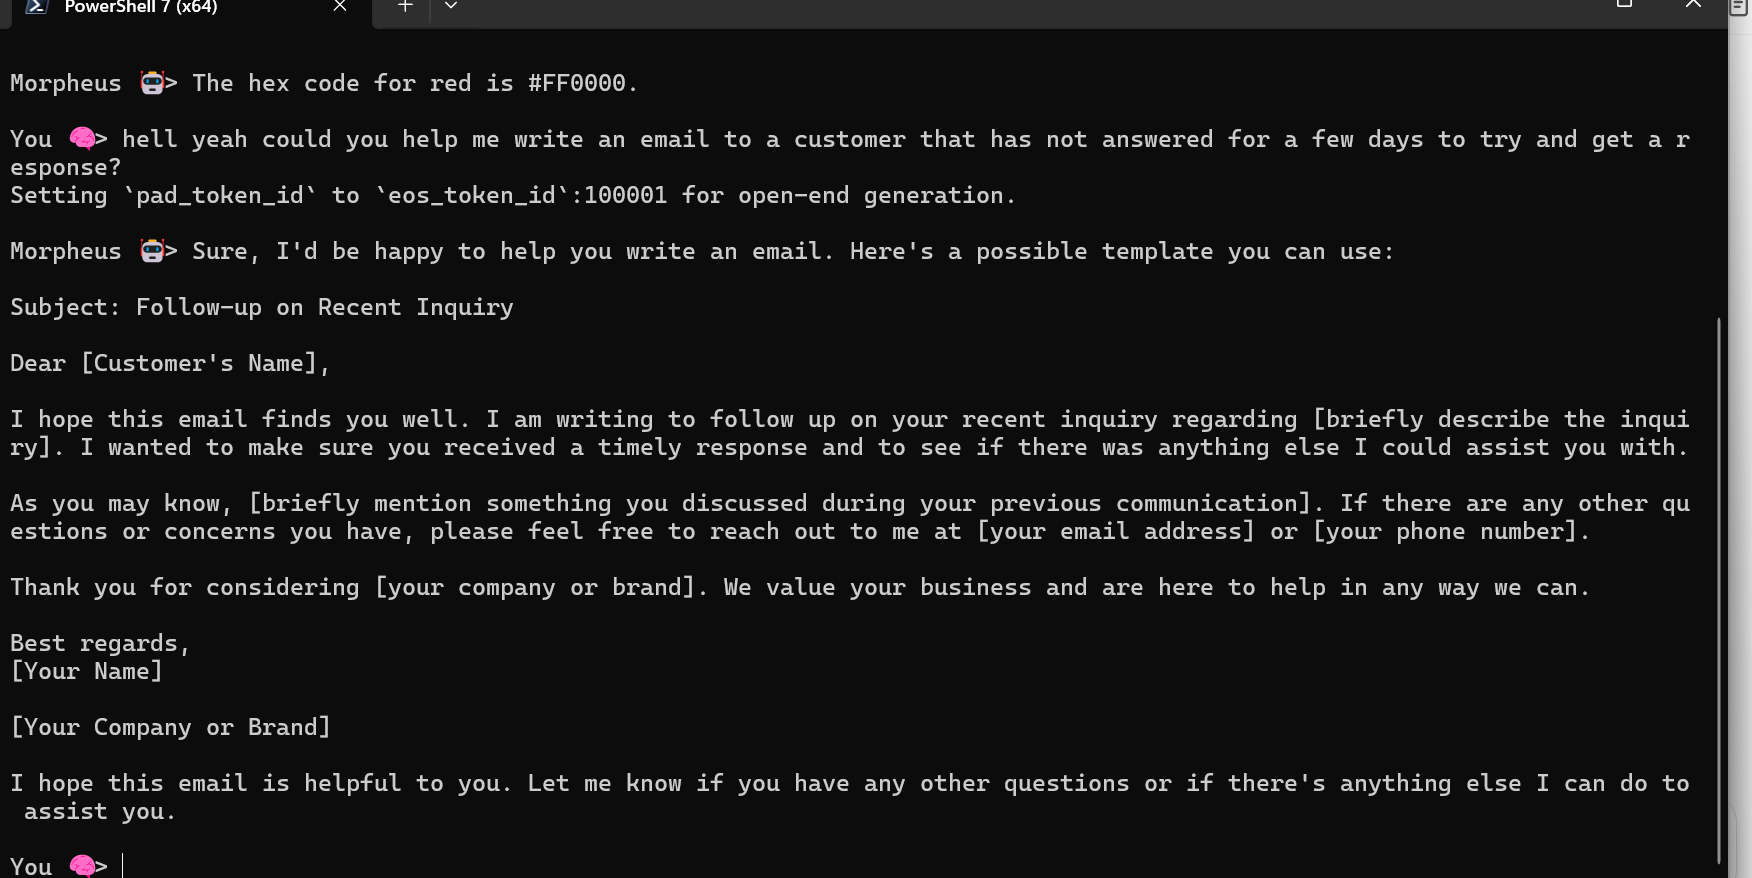 PowerShell 7 (x64)
Morpheus 🤖> The hex code for red is #FF0000.
You 🧠> hell yeah could you help me write an email to a customer that has not answered for a few days to try and get a r
esponse?
Setting `pad_token_id` to `eos_token_id`:100001 for open-end generation.
Morpheus 🤖> Sure, I'd be happy to help you write an email. Here's a possible template you can use:
Subject: Follow-up on Recent Inquiry
Dear [Customer's Name],
I hope this email finds you well. I am writing to follow up on your recent inquiry regarding [briefly describe the inqui
ry]. I wanted to make sure you received a timely response and to see if there was anything else I could assist you with.
As you may know, [briefly mention something you discussed during your previous communication]. If there are any other qu
estions or concerns you have, please feel free to reach out to me at [your email address] or [your phone number].
Thank you for considering [your company or brand]. We value your business and are here to help in any way we can.
Best regards,
[Your Name]
[Your Company or Brand]
I hope this email is helpful to you. Let me know if you have any other questions or if there's anything else I can do to
assist you.
You 🧠>